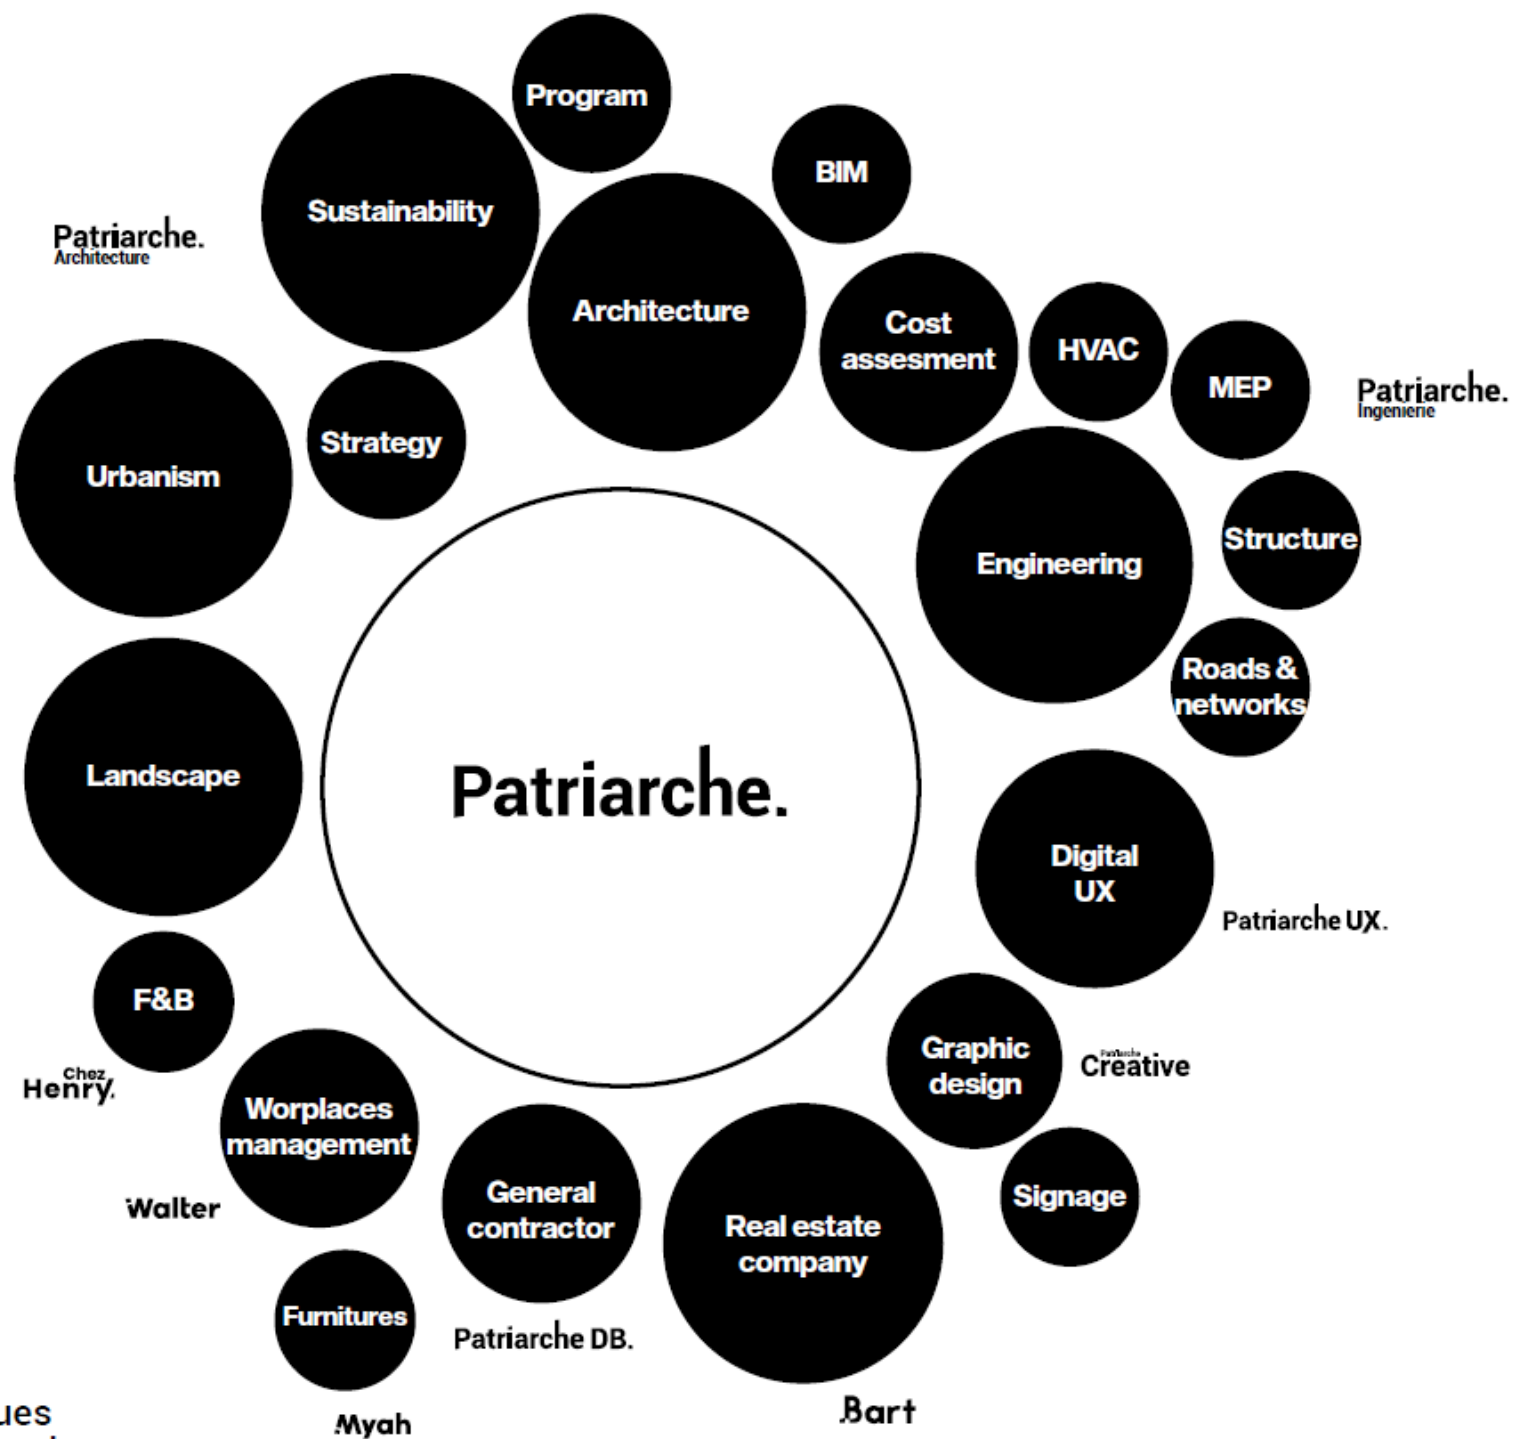 Program
BIM
Sustainability
Patriarche.
Architecture
Architecture
Cost
assesment
HVAC
MEP
Patriarche.
Ingenierie
Strategy
Urbanism
Structure
Engineering
Roads &
networks
Landscape
Patriarche.
Digital
UX
Patriarche UX.
F&B
Chez
Henry.
Graphic
design
Patriarche
Creative
Worplaces
management
Walter
General
contractor
Real estate
company
Signage
Furnitures
Patriarche DB.
Bart
Myah
ues